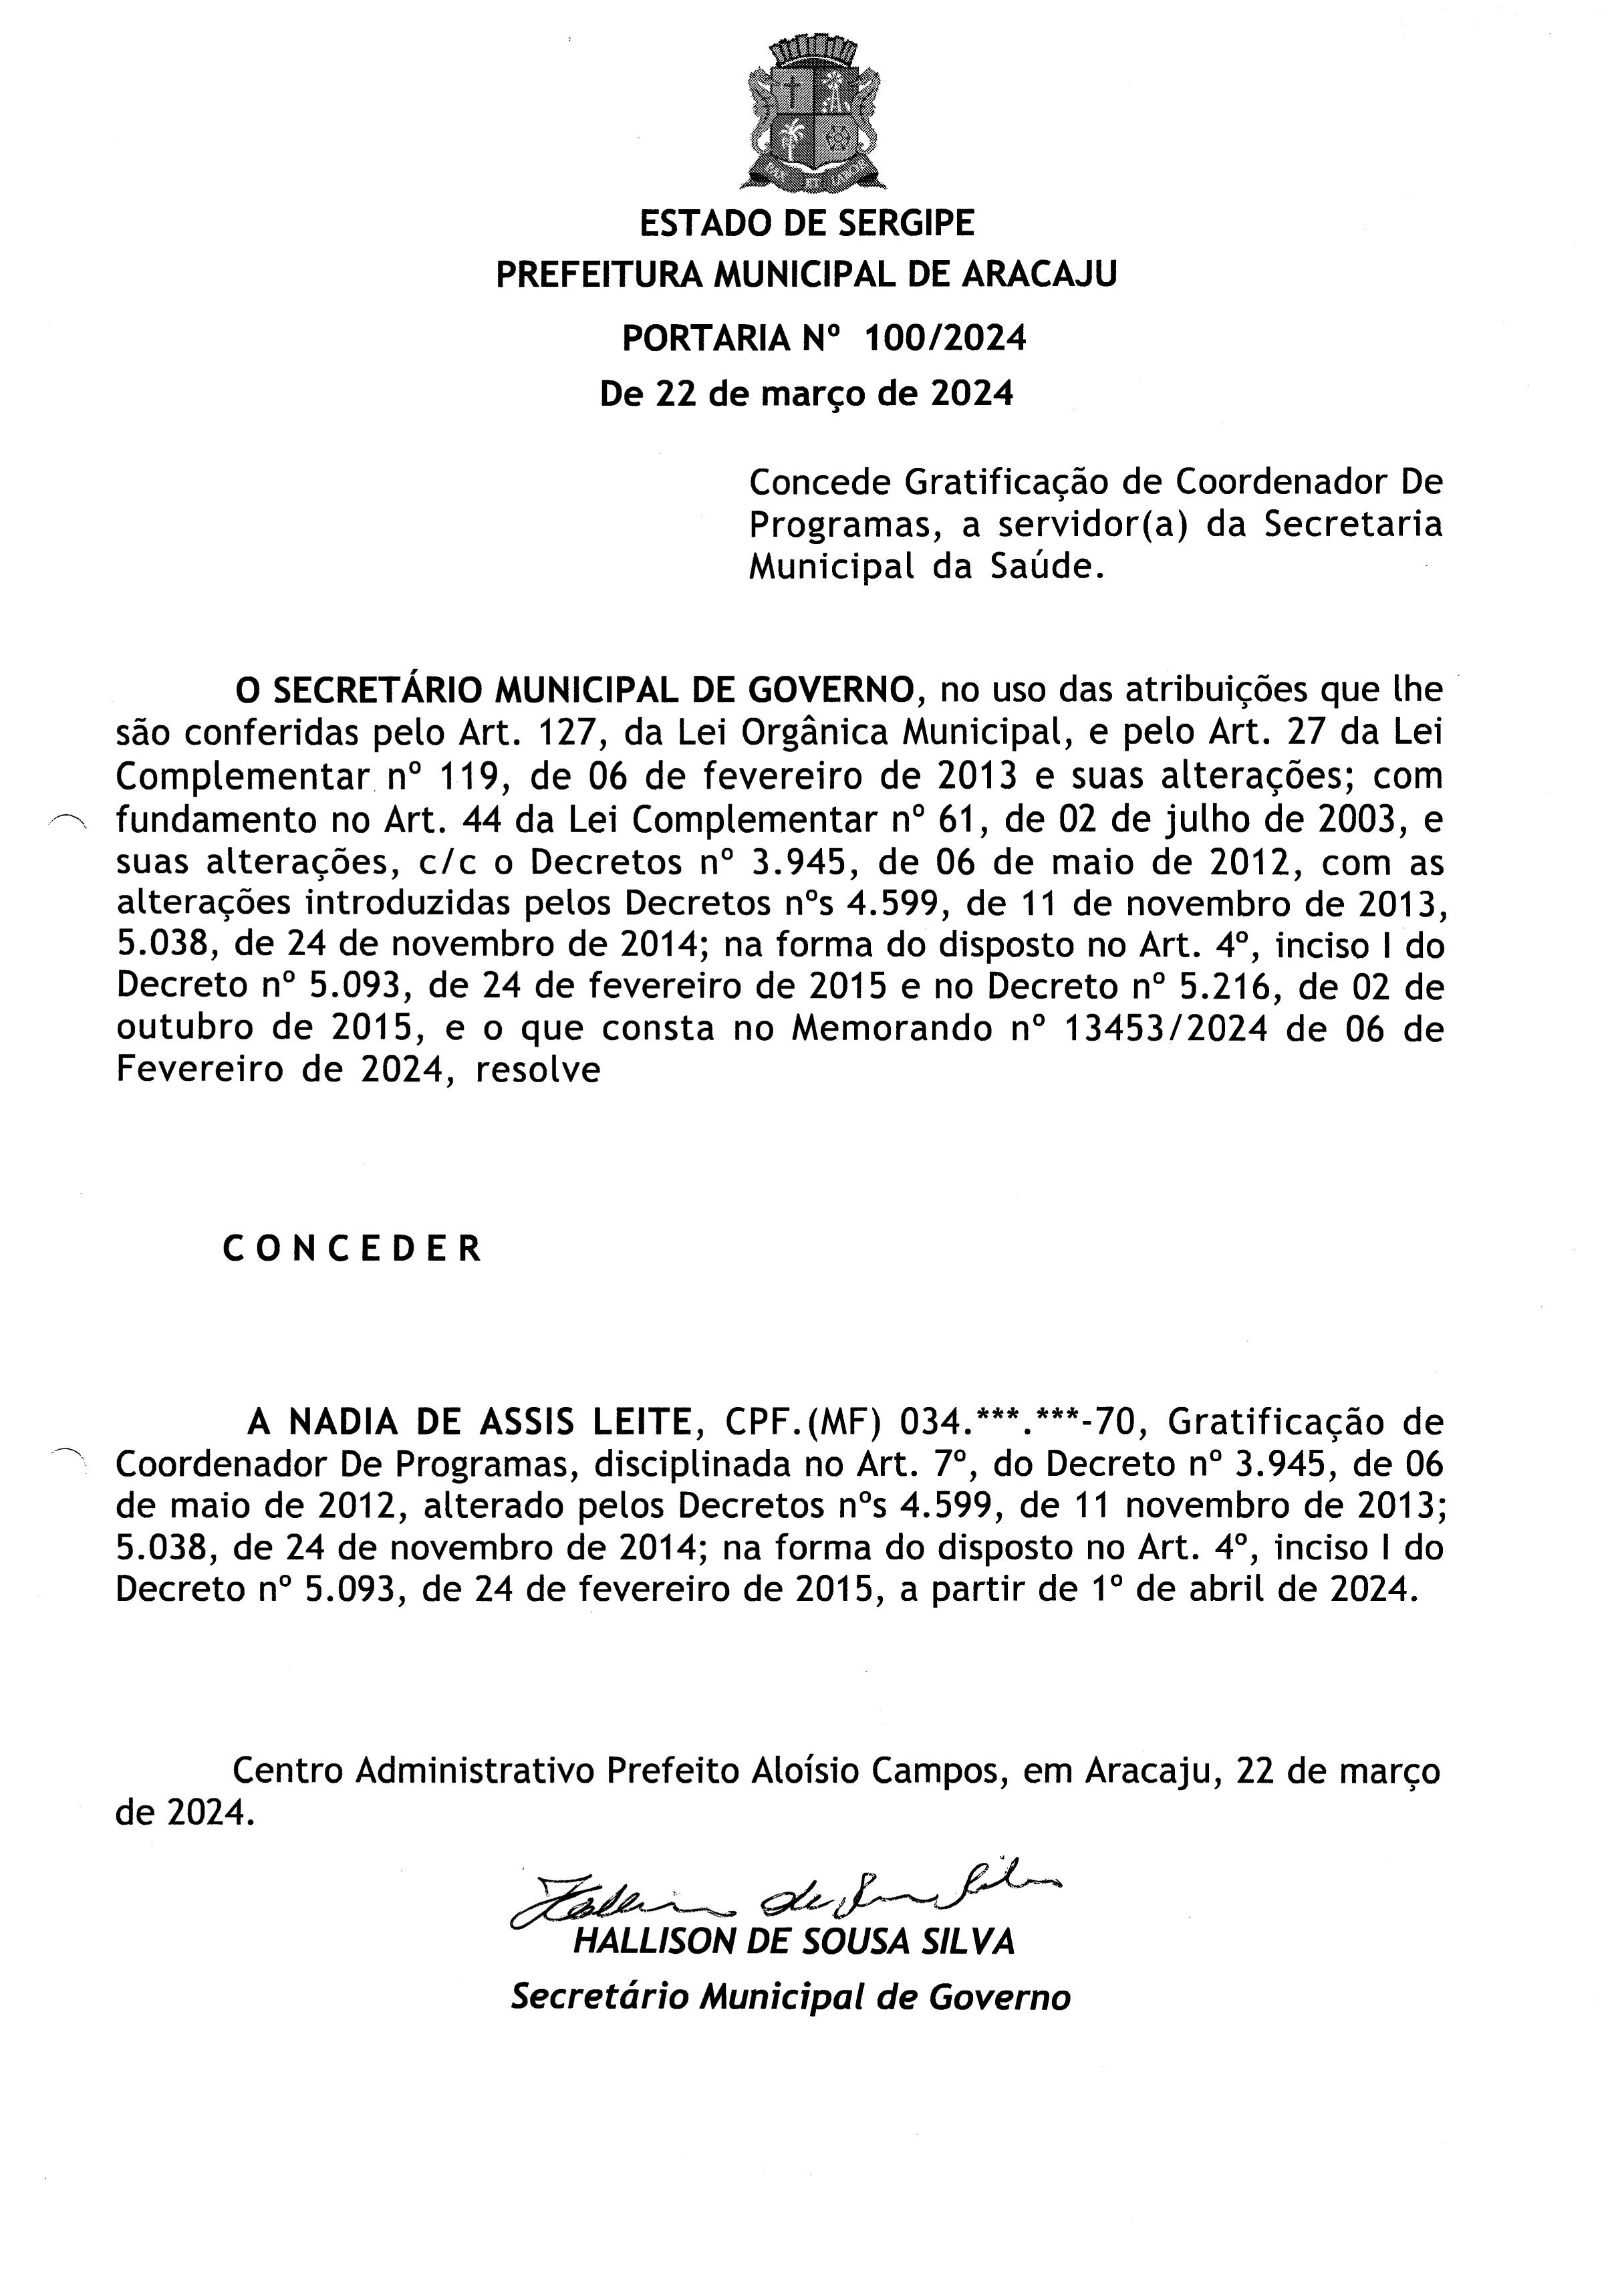 PAX ET LABOR
ESTADO DE SERGIPE
PREFEITURA MUNICIPAL DE ARACAJU
PORTARIA Nº 100/2024
De 22 de março de 2024
Concede Gratificação de Coordenador De
Programas, a servidor(a) da Secretaria
Municipal da Saúde.
O SECRETÁRIO MUNICIPAL DE GOVERNO, no uso das atribuições que lhe
são conferidas pelo Art. 127, da Lei Orgânica Municipal, e pelo Art. 27 da Lei
Complementar nº 119, de 06 de fevereiro de 2013 e suas alterações; com
fundamento no Art. 44 da Lei Complementar nº 61, de 02 de julho de 2003, e
suas alterações, c/c o Decretos nº 3.945, de 06 de maio de 2012, com as
alterações introduzidas pelos Decretos nºs 4.599, de 11 de novembro de 2013,
5.038, de 24 de novembro de 2014; na forma do disposto no Art. 4º, inciso I do
Decreto nº 5.093, de 24 de fevereiro de 2015 e no Decreto nº 5.216, de 02 de
outubro de 2015, e o que consta no Memorando nº 13453/2024 de 06 de
Fevereiro de 2024, resolve
C O N C E D E R
A NADIA DE ASSIS LEITE, CPF.(MF) 034.***.***-70, Gratificação de
Coordenador De Programas, disciplinada no Art. 7º, do Decreto nº 3.945, de 06
de maio de 2012, alterado pelos Decretos nºs 4.599, de 11 novembro de 2013;
5.038, de 24 de novembro de 2014; na forma do disposto no Art. 4º, inciso I do
Decreto nº 5.093, de 24 de fevereiro de 2015, a partir de 1º de abril de 2024.
Centro Administrativo Prefeito Aloísio Campos, em Aracaju, 22 de março
de 2024.
HALLISON DE SOUSA SILVA
Secretário Municipal de Governo